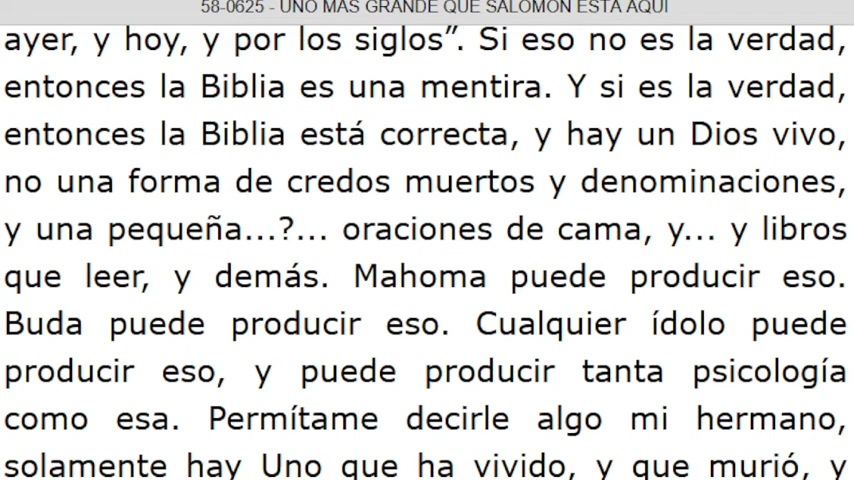 58-0625 - UNO MAS GRANDE QUE SALOMON ESTA AQUI
ayer, y hoy, y por los siglos”. Si eso no es la verdad,
entonces la Biblia es una mentira. Y si es la verdad,
entonces la Biblia está correcta, y hay un Dios vivo,
no una forma de credos muertos y denominaciones,
y una pequeña...?... oraciones de cama, y... y libros
que leer, y demás. Mahoma puede producir eso.
Buda puede producir eso. Cualquier ídolo puede
producir eso, y puede producir tanta psicología
como esa. Permítame decirle algo mi hermano,
solamente hay Uno que ha vivido, y que murió, y